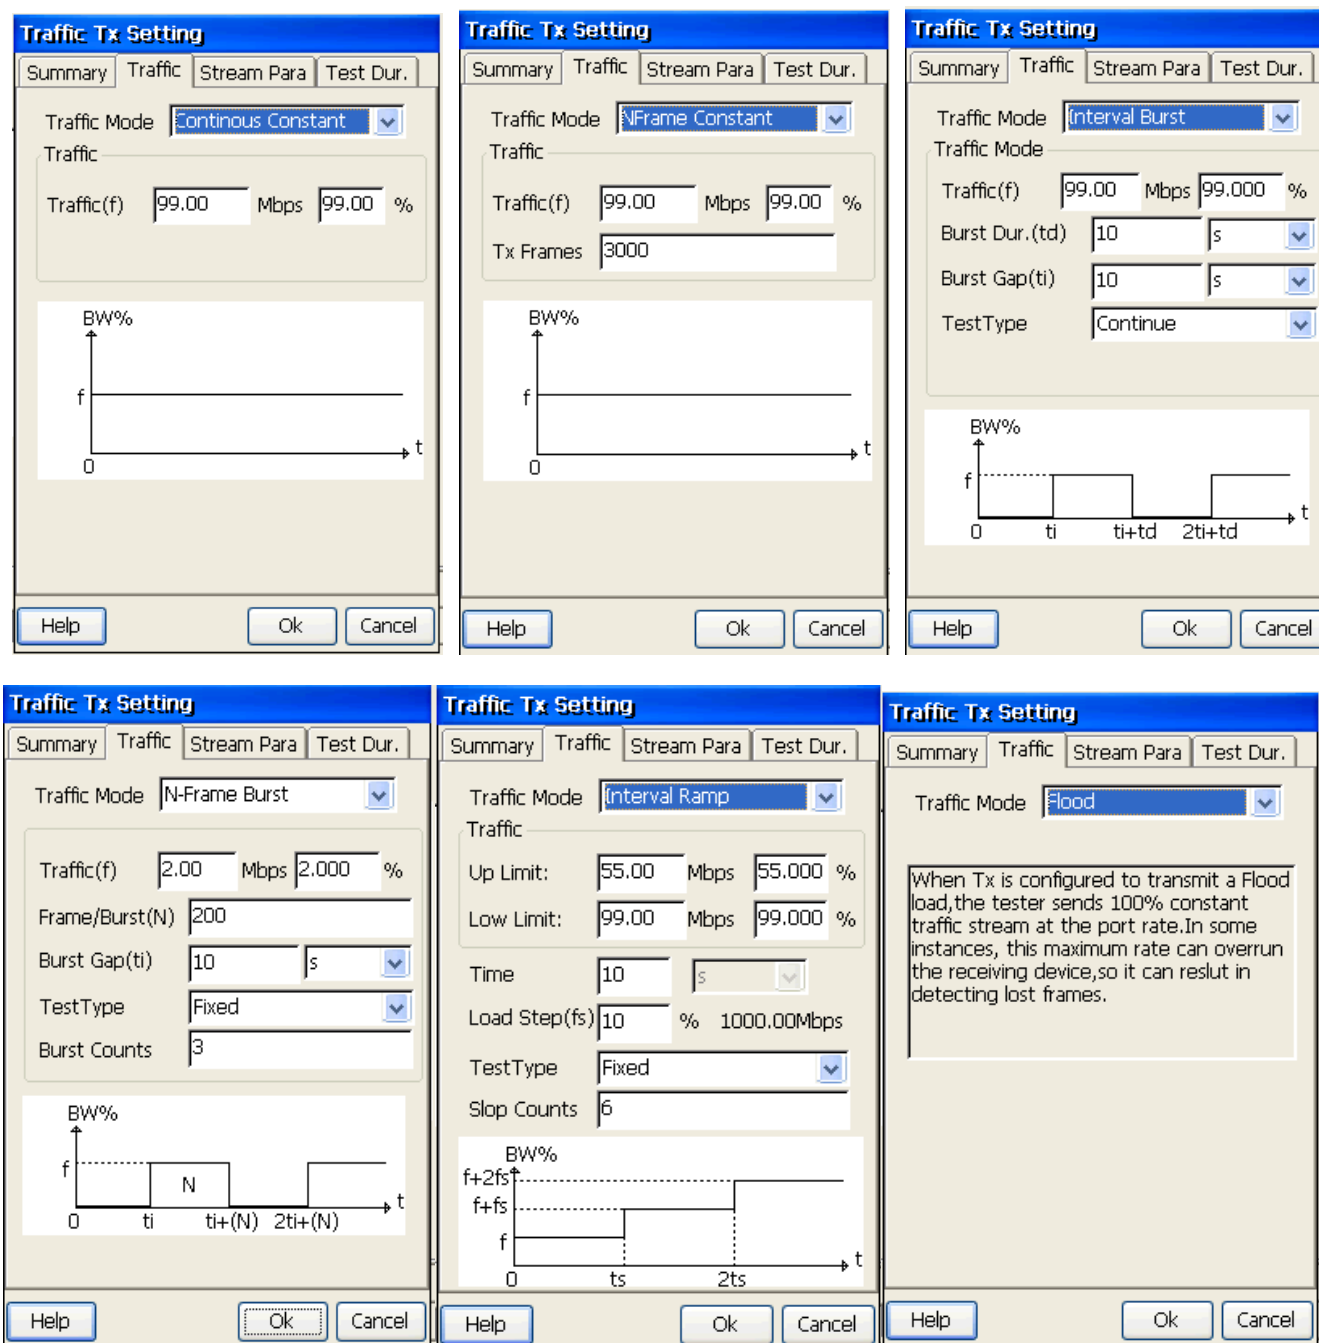 Traffic Tx Setting
Summary Traffic Stream Para Test Dur.
Traffic Mode Continous Constant
Traffic
Traffic(f) 99.00 Mbps 99.00 %
BW%
f
t
0
Help Ok Cancel
Traffic Tx Setting
Summary Traffic Stream Para Test Dur.
Traffic Mode NFrame Constant
Traffic
Traffic(f) 99.00 Mbps 99.00 %
Tx Frames 3000
BW%
f
t
0
Help Ok Cancel
Traffic Tx Setting
Summary Traffic Stream Para Test Dur.
Traffic Mode Interval Burst
Traffic Mode
Traffic(f) 99.00 Mbps 99.000 %
Burst Dur.(td) 10 s
Burst Gap(ti) 10 s
TestType Continue
BW%
f
t
0 ti ti+td 2ti+td
Help Ok Cancel
Traffic Tx Setting
Summary Traffic Stream Para Test Dur.
Traffic Mode N-Frame Burst
Traffic(f) 2.00 Mbps 2.000 %
Frame/Burst(N) 200
Burst Gap(ti) 10 s
TestType Fixed
Burst Counts 3
BW%
f
N
t
0 ti ti+(N) 2ti+(N)
Help Ok Cancel
Traffic Tx Setting
Summary Traffic Stream Para Test Dur.
Traffic Mode Interval Ramp
Traffic
Up Limit: 55.00 Mbps 55.000 %
Low Limit: 99.00 Mbps 99.000 %
Time 10 s
Load Step(fs) 10 % 1000.00Mbps
TestType Fixed
Slop Counts 6
BW%
f+2fs
f+fs
f
t
0 ts 2ts
Help Ok Cancel
Traffic Tx Setting
Summary Traffic Stream Para Test Dur.
Traffic Mode Flood
When Tx is configured to transmit a Flood
load,the tester sends 100% constant
traffic stream at the port rate.In some
instances, this maximum rate can overrun
the receiving device,so it can reslut in
detecting lost frames.
Help Ok Cancel